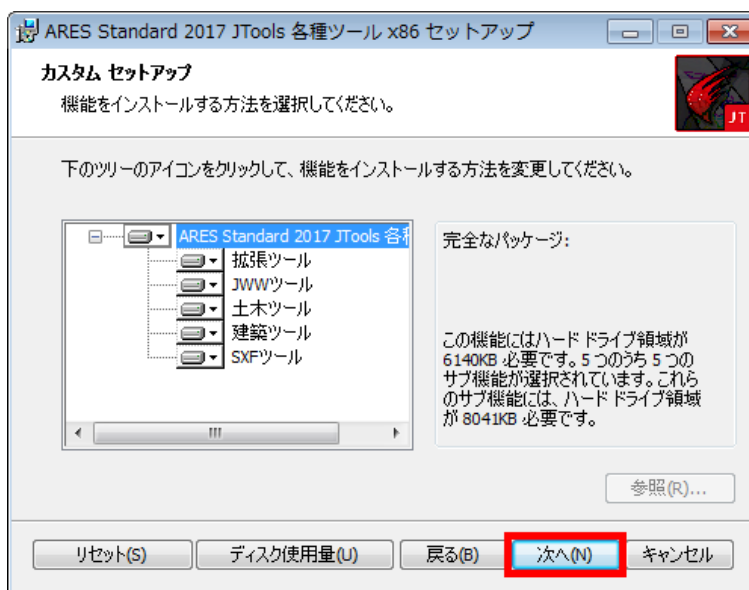 ARES Standard 2017 JTools 各種ツール x86 セットアップ
カスタム セットアップ
機能をインストールする方法を選択してください。
JT
下のツリーのアイコンをクリックして、機能をインストールする方法を変更してください。
ARES Standard 2017 JTools 各
拡張ツール
JWWツール
土木ツール
建築ツール
SXFツール
完全なパッケージ:
この機能にはハード ドライブ領域が
6140KB 必要です。5 つのうち 5 つの
サブ機能が選択されています。これら
のサブ機能には、ハード ドライブ領域
が 8041KB 必要です。
参照(R)...
リセット(S)
ディスク使用量(U)
戻る(B)
次へ(N)
キャンセル